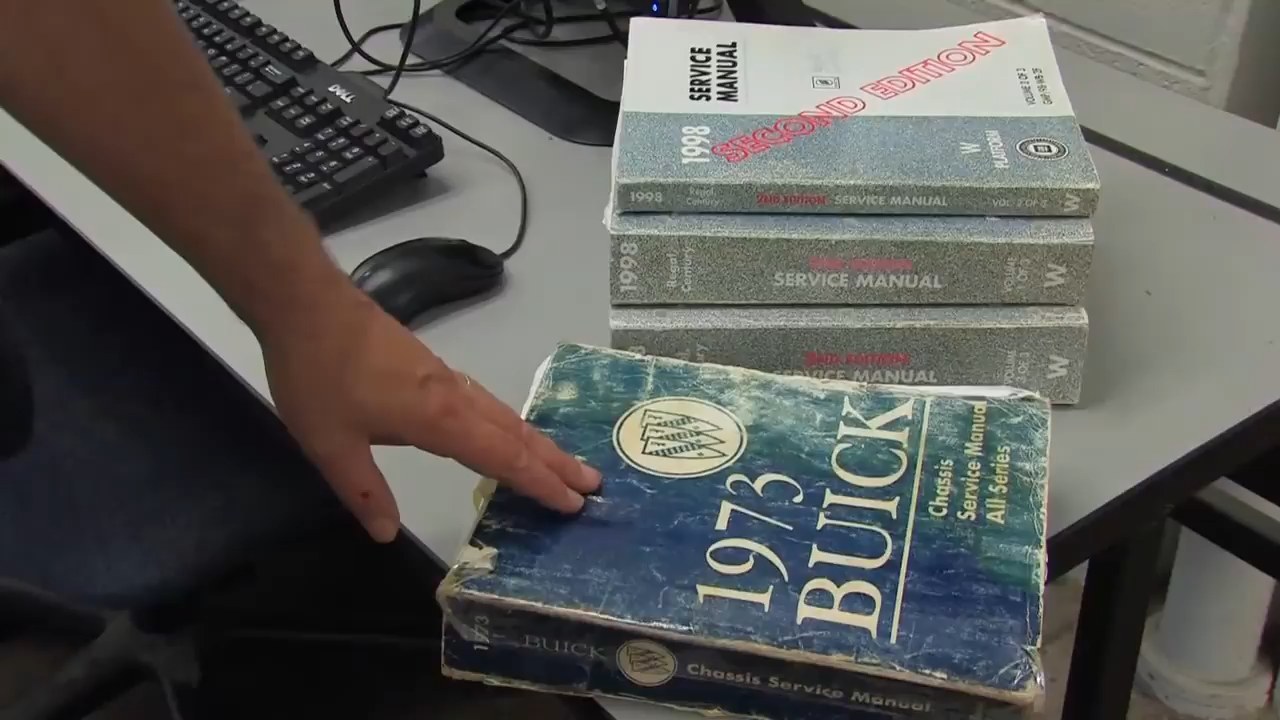 DELL
SERVICE
MANUAL
SECOND EDITION
1998
W
PLATFORM
1998
Regal
Century
2ND EDITION SERVICE MANUAL
W
1998
Regal
Century
2ND EDITION
SERVICE MANUAL
W
2ND EDITION
SERVICE MANUAL
W
1973
BUICK
Chassis
Service Manual
All Series
1973
BUICK
Chassis Service Manual